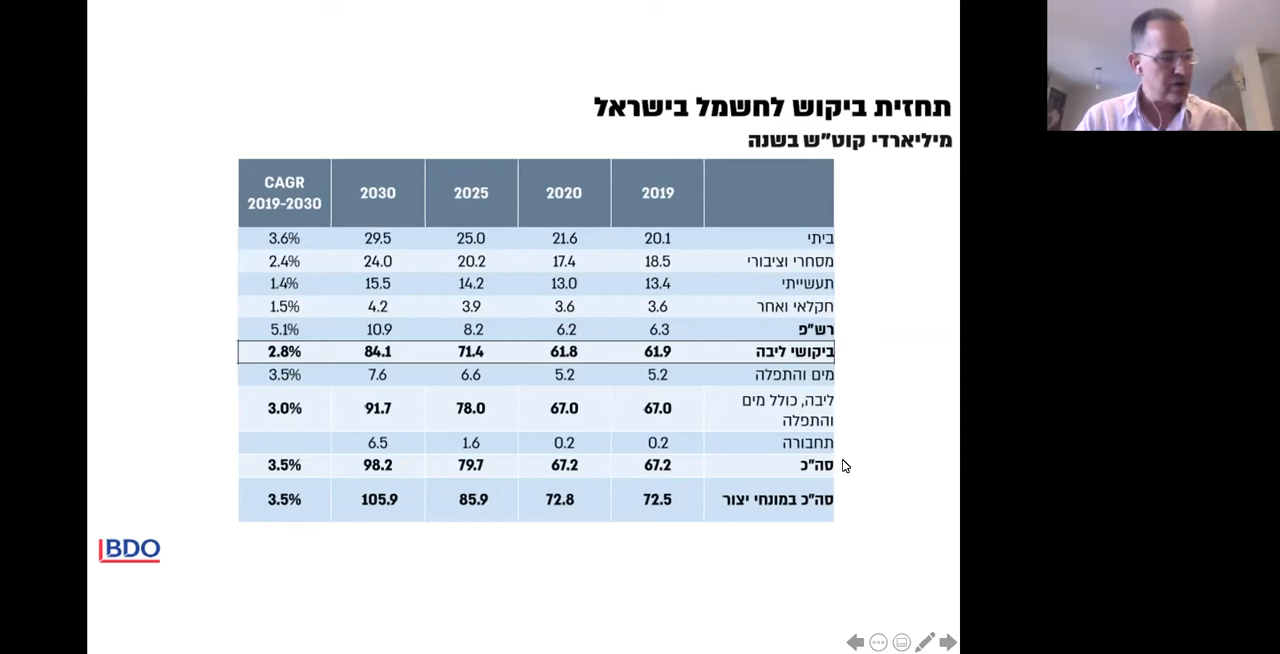 תחזית ביקוש לחשמל בישראל
מיליארדי קוט"ש בשנה
2019 2020 2025 2030 CAGR 2019-2030
ביתי 20.1 21.6 25.0 29.5 3.6%
מסחרי וציבורי 18.5 17.4 20.2 24.0 2.4%
תעשייתי 13.4 13.0 14.2 15.5 1.4%
חקלאי ואחר 3.6 3.6 3.9 4.2 1.5%
רש"פ 6.3 6.2 8.2 10.9 5.1%
ביקושי ליבה 61.9 61.8 71.4 84.1 2.8%
מים והתפלה 5.2 5.2 6.6 7.6 3.5%
ליבה, כולל מים והתפלה 67.0 67.0 78.0 91.7 3.0%
תחבורה 0.2 0.2 1.6 6.5
סה"כ 67.2 67.2 79.7 98.2 3.5%
סה"כ במונחי יצור 72.5 72.8 85.9 105.9 3.5%
BDO